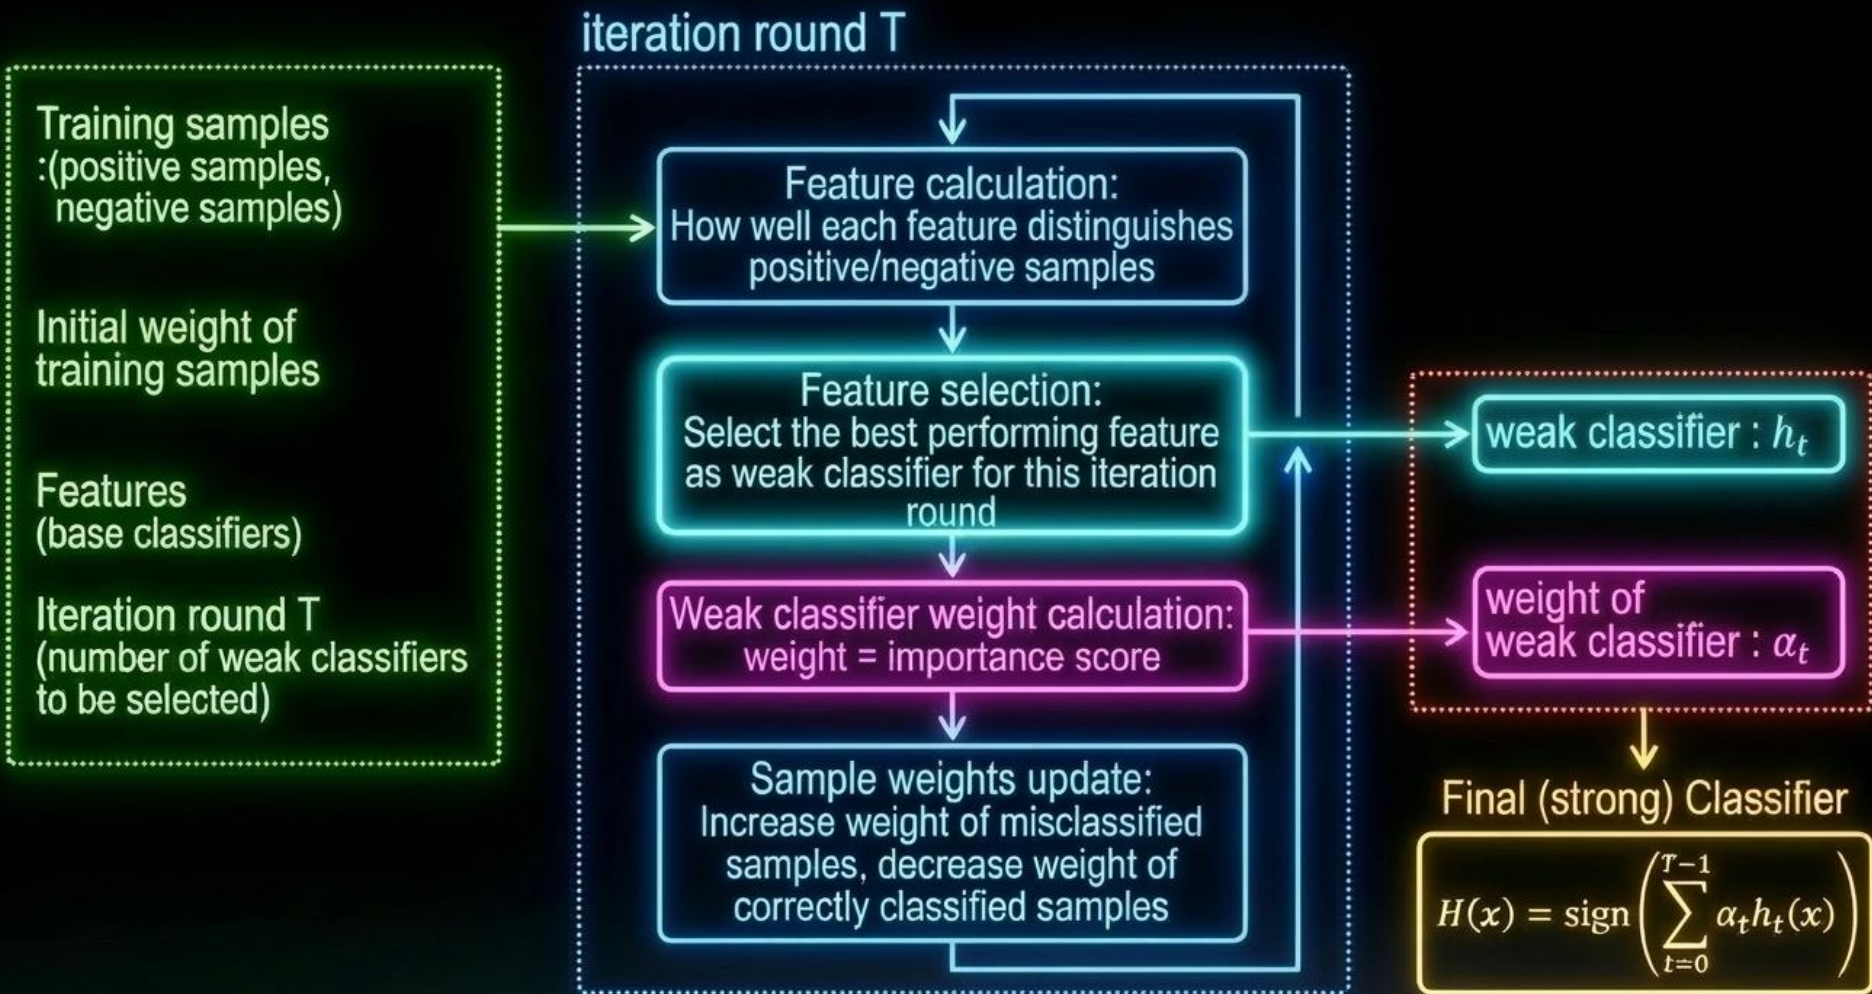 iteration round T
Training samples
:(positive samples,
negative samples)
Initial weight of
training samples
Features
(base classifiers)
Iteration round T
(number of weak classifiers
to be selected)
Feature calculation:
How well each feature distinguishes
positive/negative samples
Feature selection:
Select the best performing feature
as weak classifier for this iteration
round
Weak classifier weight calculation:
weight = importance score
Sample weights update:
Increase weight of misclassified
samples, decrease weight of
correctly classified samples
weak classifier : hₜ
weight of
weak classifier : αₜ
Final (strong) Classifier
H(x) = sign(∑_{t=0}^{T−1} αₜhₜ(x))